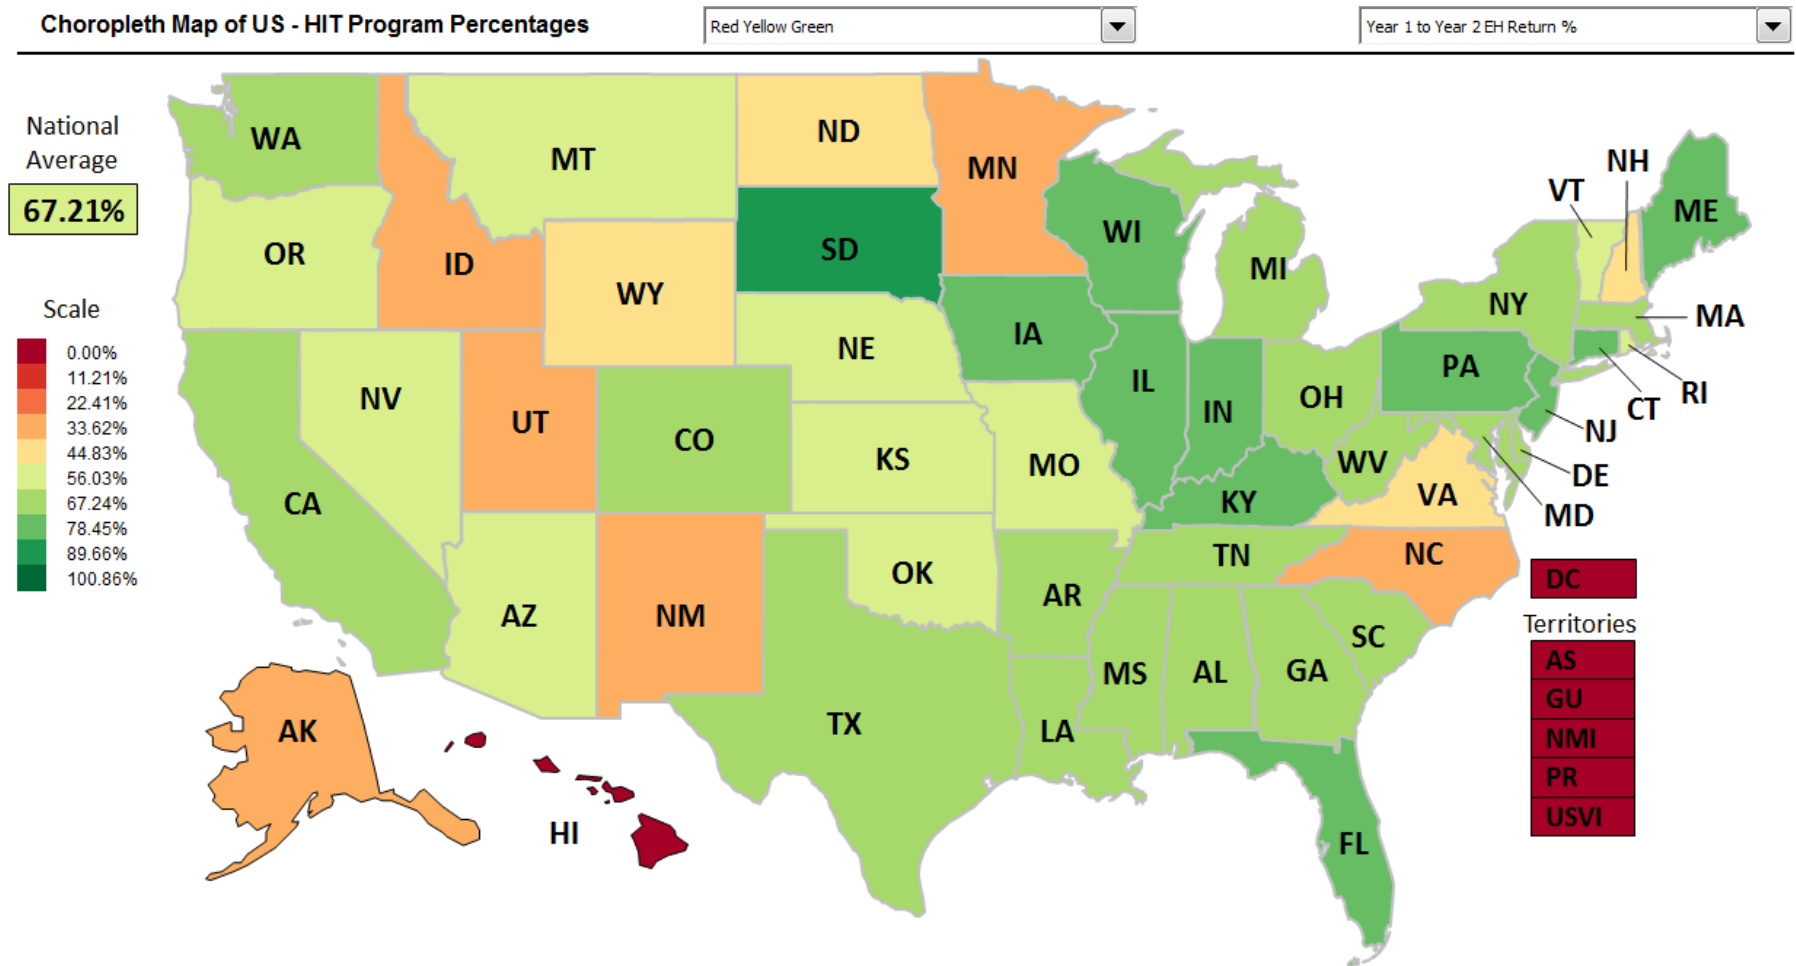 Choropleth Map of US - HIT Program Percentages
Red Yellow Green
Year 1 to Year 2 EH Return %
National
Average
67.21%
Scale
0.00%
11.21%
22.41%
33.62%
44.83%
56.03%
67.24%
78.45%
89.66%
100.86%
WA
MT
ND
MN
OR
ID
WY
SD
WI
MI
NY
VT
NH
ME
MA
RI
CT
NJ
DE
MD
NV
UT
CO
NE
IA
IL
IN
OH
PA
CA
KS
MO
KY
WV
VA
AZ
NM
OK
AR
TN
NC
TX
LA
MS
AL
GA
SC
FL
AK
HI
DC
Territories
AS
GU
NMI
PR
USVI